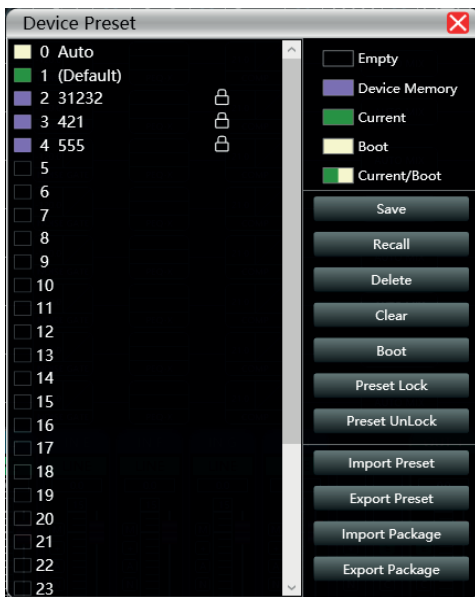 Device Preset
0 Auto
1 (Default)
2 31232
3 421
4 555
5
6
7
8
9
10
11
12
13
14
15
16
17
18
19
20
21
22
23
Empty
Device Memory
Current
Boot
Current/Boot
Save
Recall
Delete
Clear
Boot
Preset Lock
Preset UnLock
Import Preset
Export Preset
Import Package
Export Package